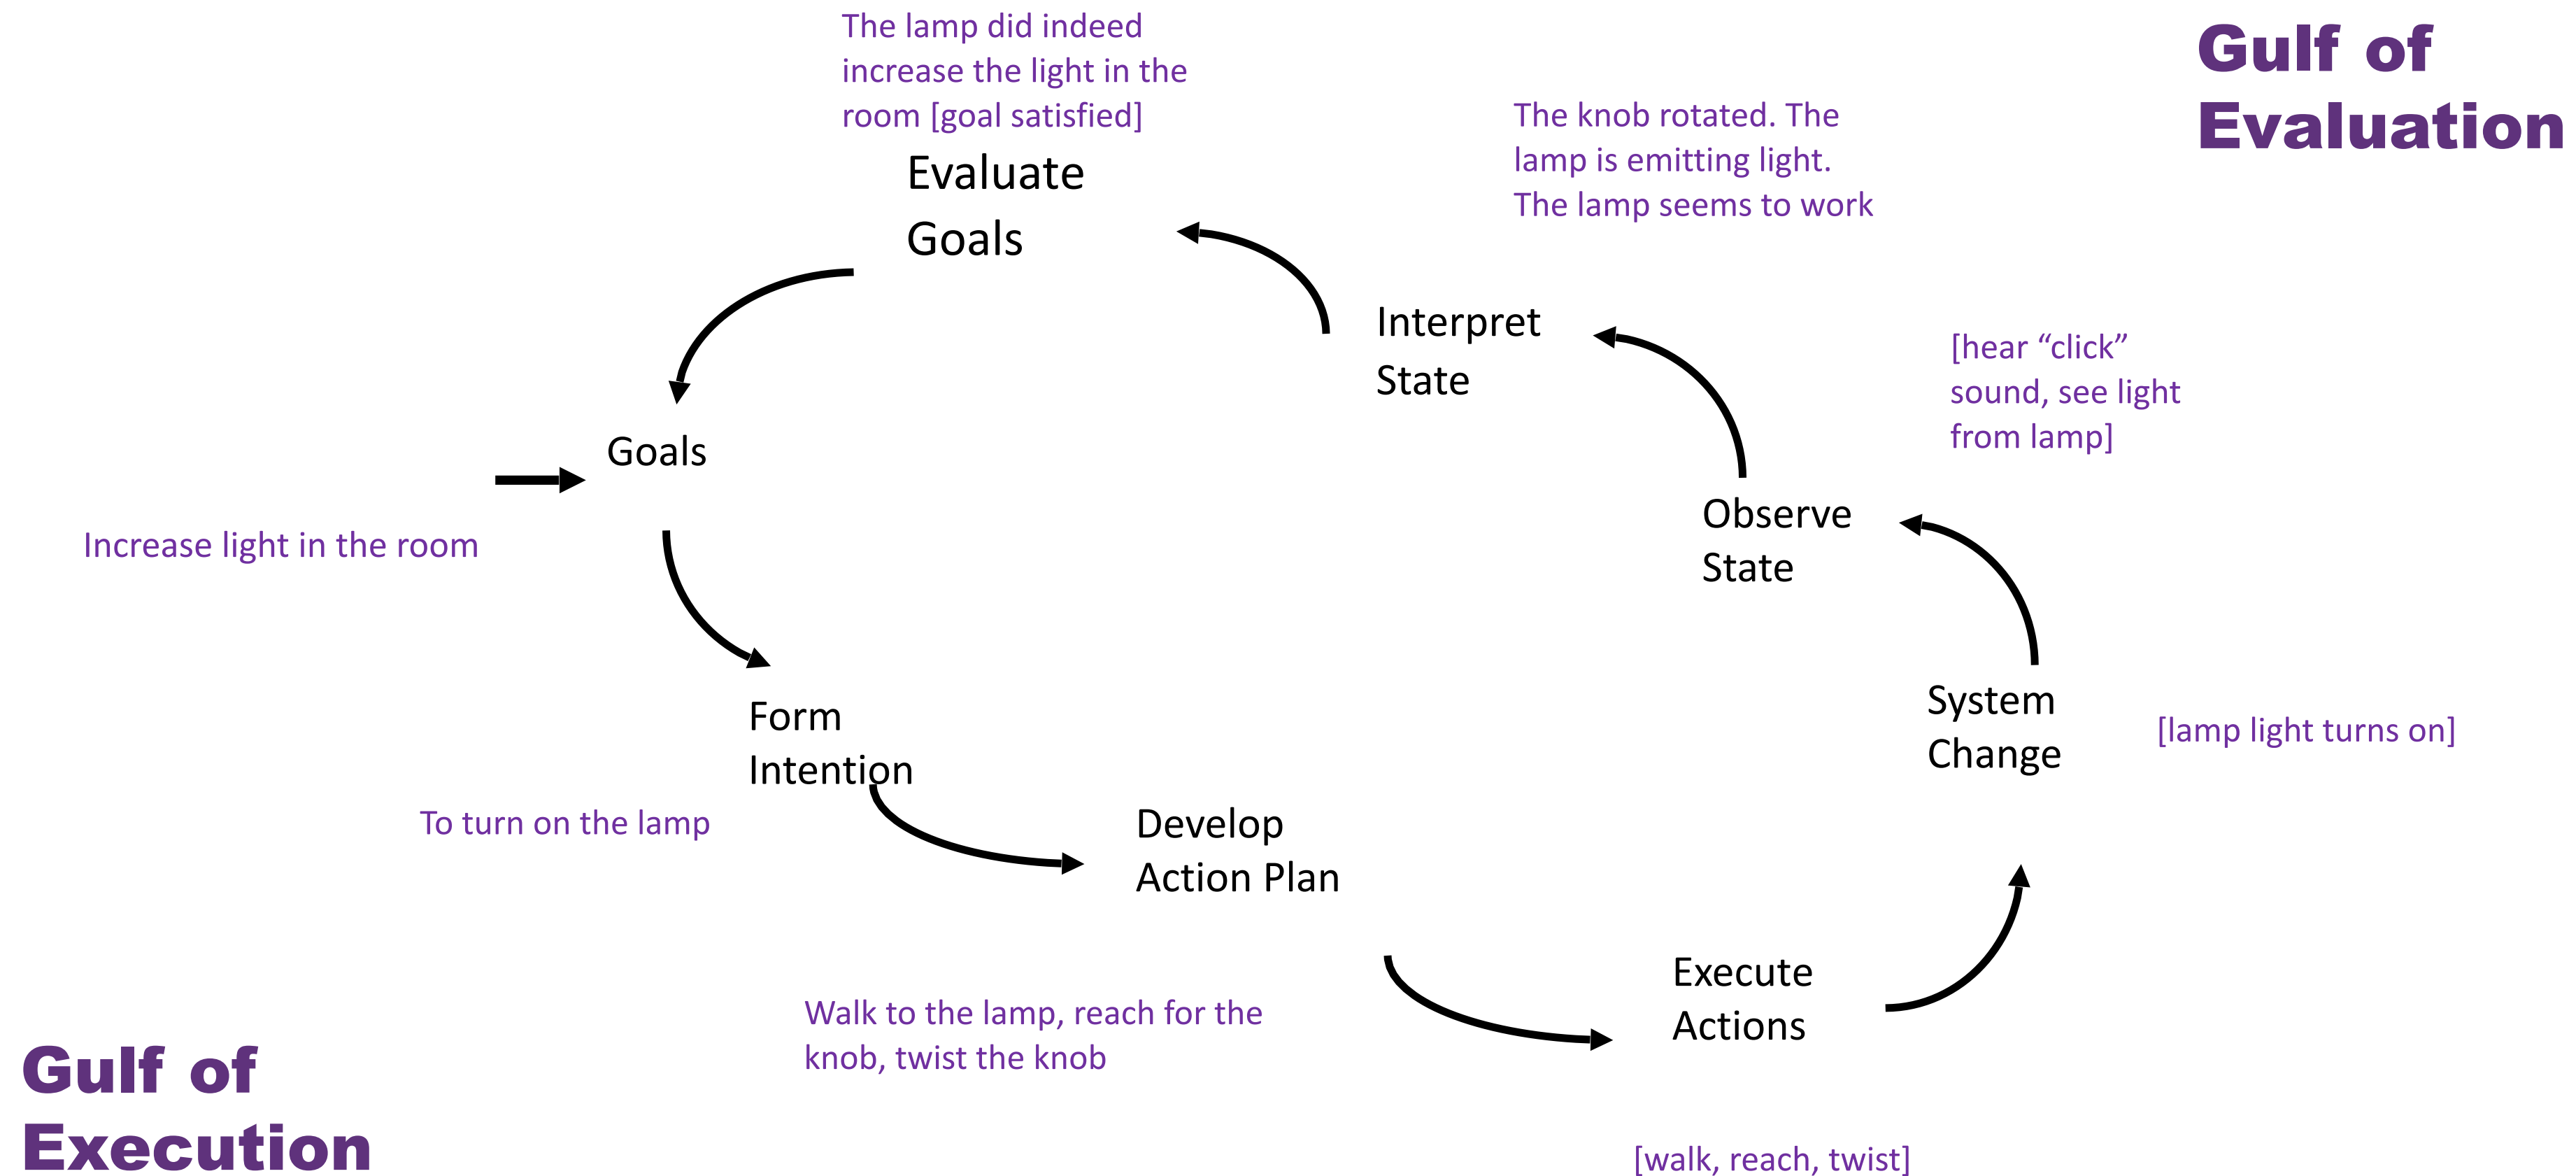 The lamp did indeed
increase the light in the
room [goal satisfied]
Evaluate
Goals
Gulf of
Evaluation
The knob rotated. The
lamp is emitting light.
The lamp seems to work
Interpret
State
[hear “click”
sound, see light
from lamp]
Goals
Increase light in the room
Observe
State
System
Change
[lamp light turns on]
Form
Intention
To turn on the lamp
Develop
Action Plan
Walk to the lamp, reach for the
knob, twist the knob
Execute
Actions
[walk, reach, twist]
Gulf of
Execution